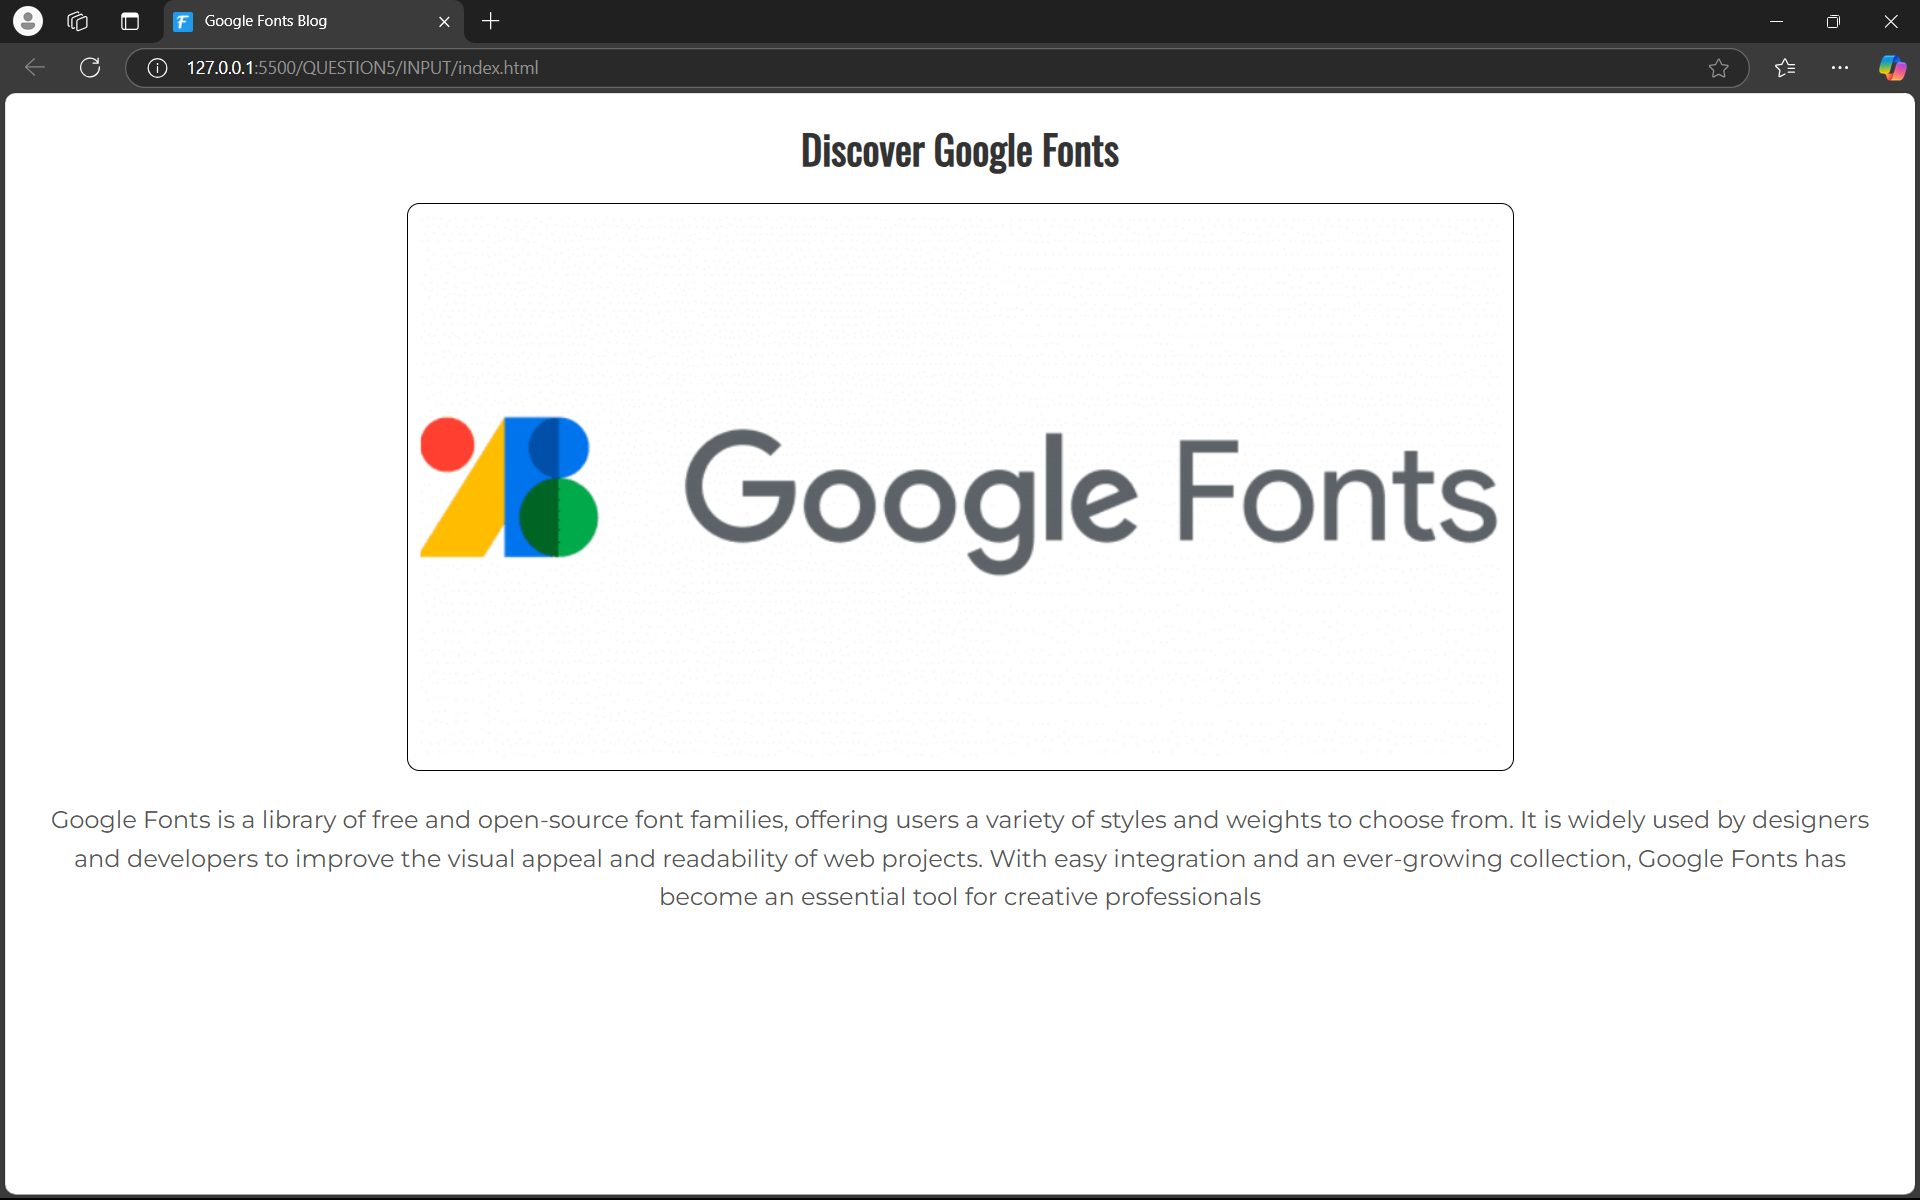 Google Fonts Blog
127.0.0.1:5500/QUESTION5/INPUT/index.html
Discover Google Fonts
Google Fonts
Google Fonts is a library of free and open-source font families, offering users a variety of styles and weights to choose from. It is widely used by designers
and developers to improve the visual appeal and readability of web projects. With easy integration and an ever-growing collection, Google Fonts has
become an essential tool for creative professionals